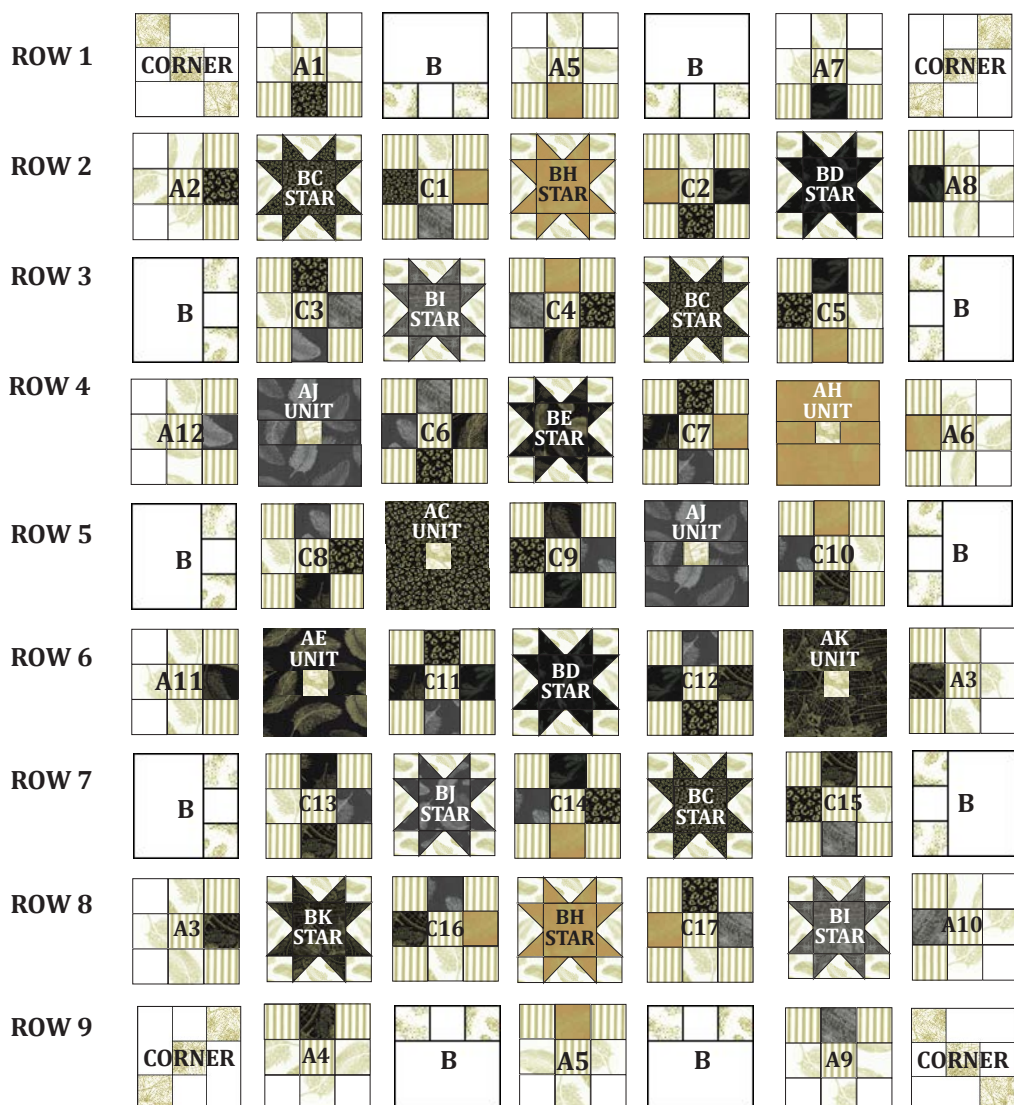 ROW 1 CORNER A1 B A5 B A7 CORNER
ROW 2 A2 BC STAR C1 BH STAR C2 BD STAR A8
ROW 3 B C3 BI STAR C4 BC STAR C5 B
ROW 4 A12 AJ UNIT C6 BE STAR C7 AH UNIT A6
ROW 5 B C8 AC UNIT C9 AJ UNIT C10 B
ROW 6 A11 AE UNIT C11 BD STAR C12 AK UNIT A3
ROW 7 B C13 BJ STAR C14 BC STAR C15 B
ROW 8 A3 BK STAR C16 BH STAR C17 BI STAR A10
ROW 9 CORNER A4 B A5 B A9 CORNER